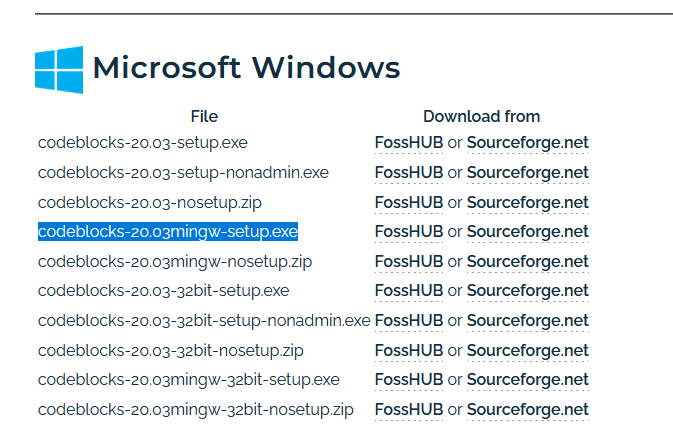 Microsoft Windows
File Download from
codeblocks-20.03-setup.exe FossHUB or Sourceforge.net
codeblocks-20.03-setup-nonadmin.exe FossHUB or Sourceforge.net
codeblocks-20.03-nosetup.zip FossHUB or Sourceforge.net
codeblocks-20.03mingw-setup.exe FossHUB or Sourceforge.net
codeblocks-20.03mingw-nosetup.zip FossHUB or Sourceforge.net
codeblocks-20.03-32bit-setup.exe FossHUB or Sourceforge.net
codeblocks-20.03-32bit-setup-nonadmin.exe FossHUB or Sourceforge.net
codeblocks-20.03-32bit-nosetup.zip FossHUB or Sourceforge.net
codeblocks-20.03mingw-32bit-setup.exe FossHUB or Sourceforge.net
codeblocks-20.03mingw-32bit-nosetup.zip FossHUB or Sourceforge.net